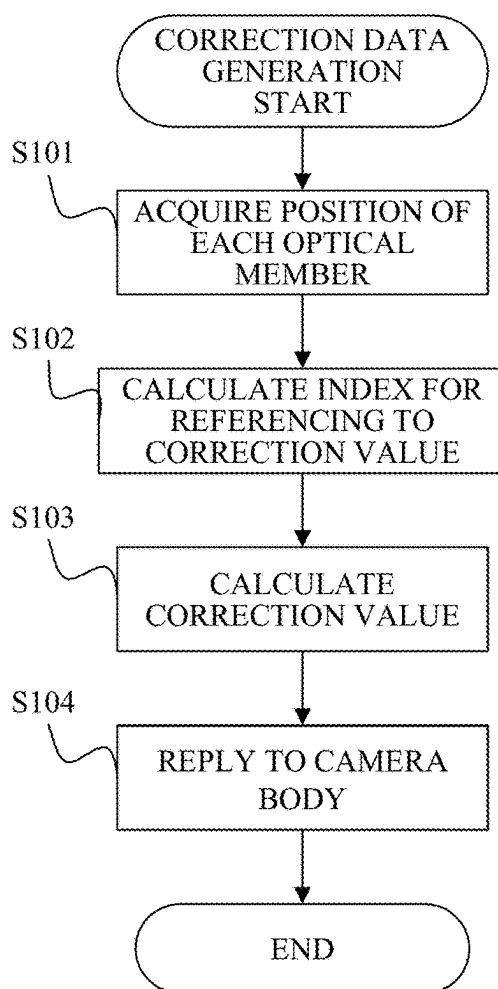 CORRECTION DATA
GENERATION
START
S101
ACQUIRE POSITION OF
EACH OPTICAL
MEMBER
S102
CALCULATE INDEX FOR
REFERENCING TO
CORRECTION VALUE
S103
CALCULATE
CORRECTION VALUE
S104
REPLY TO CAMERA
BODY
END